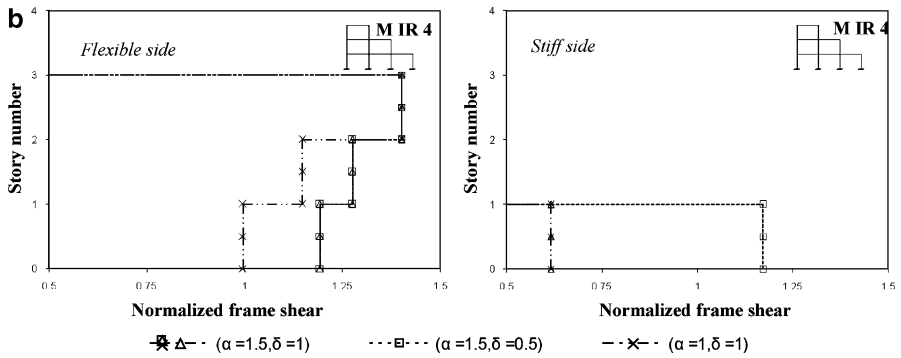 b
Flexible side
M IR 4
Story number
4
3
2
1
0
0.5
0.75
1
1.25
1.5
Normalized frame shear
Stiff side
M IR 4
Story number
4
3
2
1
0
0.5
0.75
1
1.25
1.5
Normalized frame shear
(α =1.5,δ =1)
(α =1.5,δ =0.5)
(α =1,δ =1)